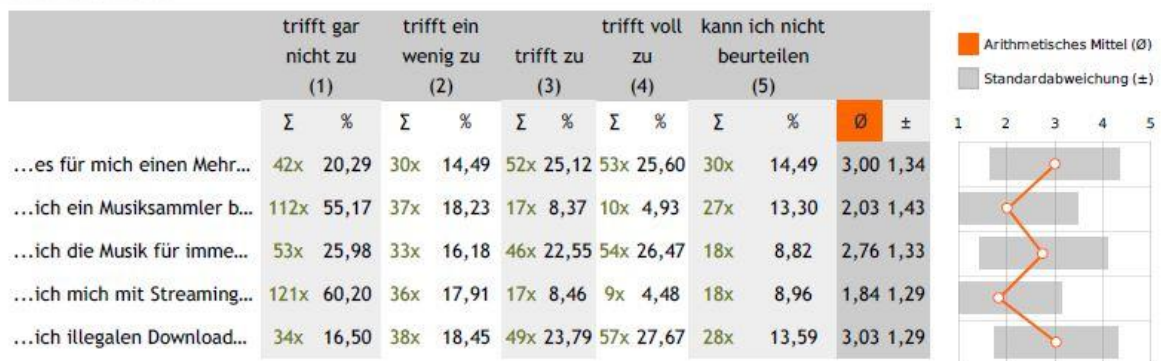 trifft gar nicht zu (1) trifft ein wenig zu (2) trifft zu (3) trifft voll zu (4) kann ich nicht beurteilen (5)
Σ % Σ % Σ % Σ % Σ % Ø ±
...es für mich einen Mehr... 42x 20,29 30x 14,49 52x 25,12 53x 25,60 30x 14,49 3,00 1,34
...ich ein Musiksammler b... 112x 55,17 37x 18,23 17x 8,37 10x 4,93 27x 13,30 2,03 1,43
...ich die Musik für imme... 53x 25,98 33x 16,18 46x 22,55 54x 26,47 18x 8,82 2,76 1,33
...ich mich mit Streaming... 121x 60,20 36x 17,91 17x 8,46 9x 4,48 18x 8,96 1,84 1,29
...ich illegalen Download... 34x 16,50 38x 18,45 49x 23,79 57x 27,67 28x 13,59 3,03 1,29
Arithmetisches Mittel (Ø)
Standardabweichung (±)
1 2 3 4 5